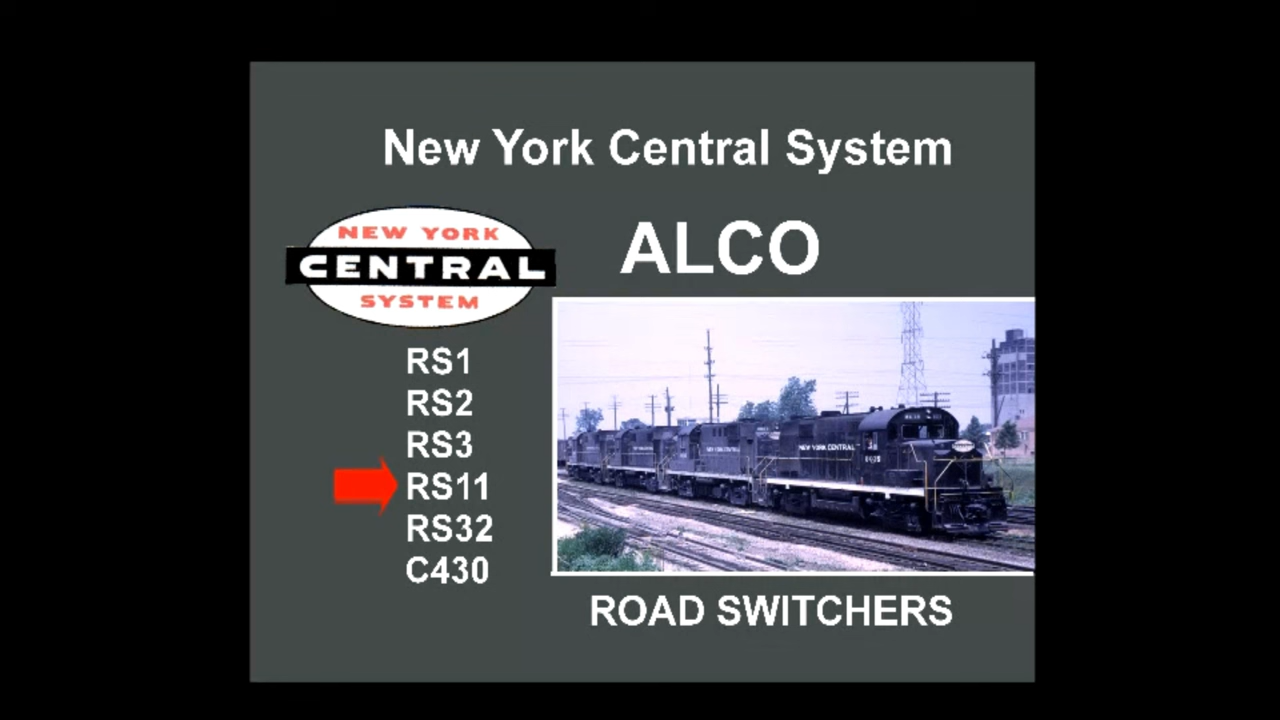 New York Central System
NEW YORK
CENTRAL
SYSTEM
ALCO
RS1
RS2
RS3
RS11
RS32
C430
NEW YORK CENTRAL
ROAD SWITCHERS